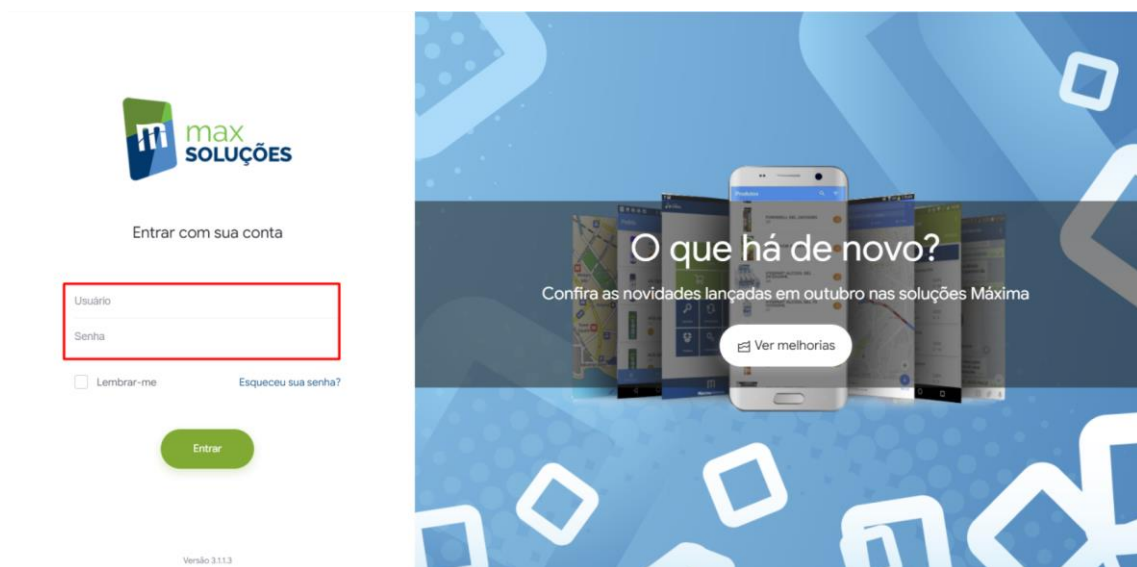 max
SOLUÇÕES
Entrar com sua conta
Usuário
Senha
Lembrar-me
Esqueceu sua senha?
Entrar
Versão 3.1.1.3
O que há de novo?
Confira as novidades lançadas em outubro nas soluções Máxima
Ver melhorias